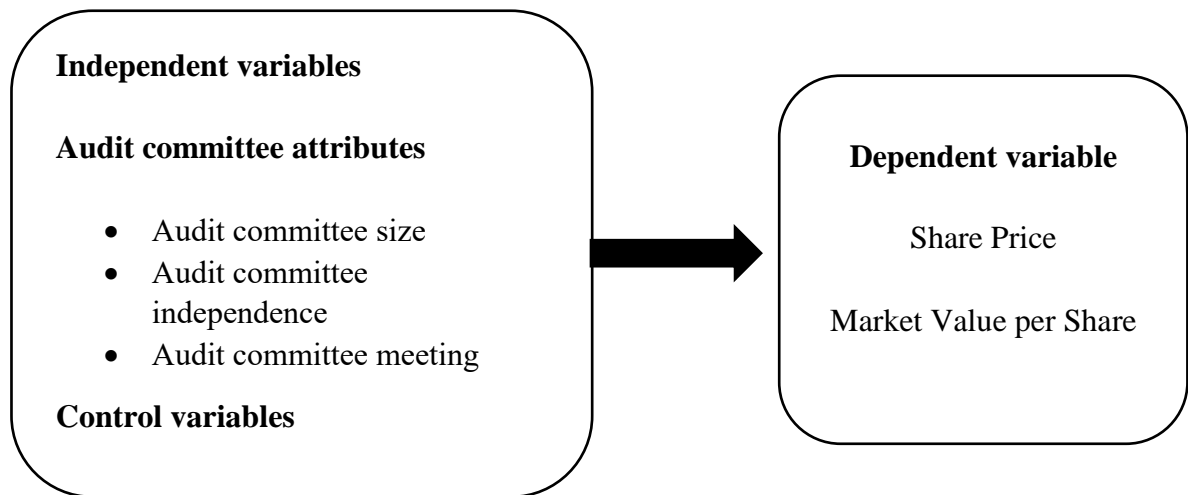 Independent variables
Audit committee attributes
• Audit committee size
• Audit committee
independence
• Audit committee meeting
Control variables
Dependent variable
Share Price
Market Value per Share